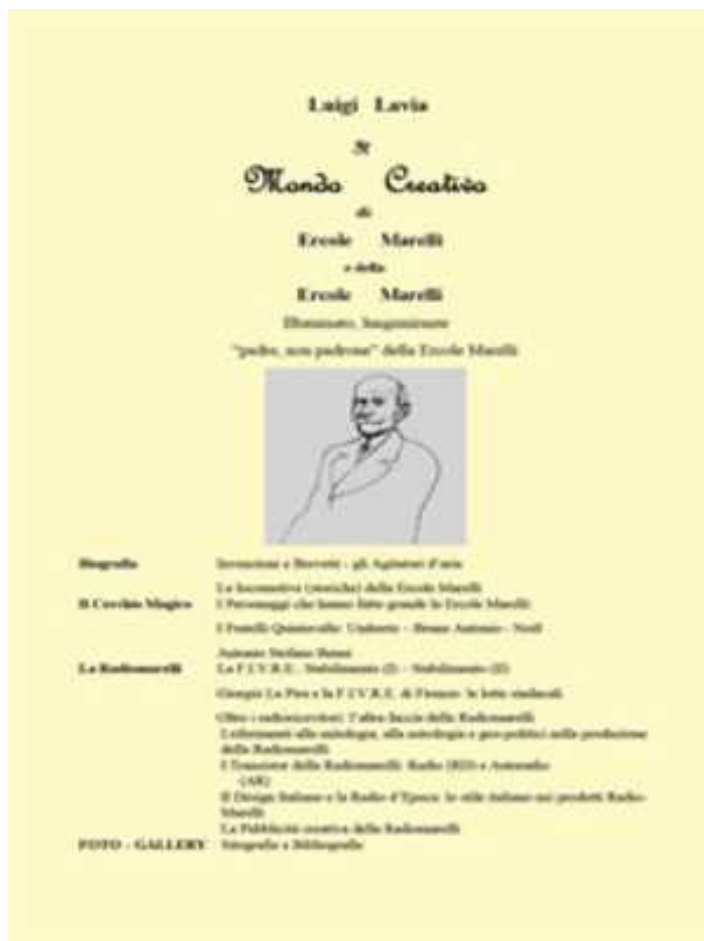 Luigi Lavia
Il
Mondo Creativo
di
Ercole Marelli
e della
Ercole Marelli
Illuminato, lungimirante
"padre, non padrone" della Ercole Marelli
Biografia Invenzioni e Brevetti - gli Agitatori d'aria
Le locomotive (storiche) della Ercole Marelli
Il Cerchio Magico I Personaggi che hanno fatto grande la Ercole Marelli:
I Fratelli Quintavalle: Umberto - Bruno Antonio - Noël
Antonio Stefano Benni
La Radiomarelli La F.I.V.R.E.: Stabilimento (I) - Stabilimento (II)
Giorgio La Pira e la F.I.V.R.E. di Firenze: le lotte sindacali
Oltre i radioricevitori: l'altra faccia della Radiomarelli
I riferimenti alla mitologia, alla astrologia e geo-politici nella produzione
della Radiomarelli
I Transistor della Radiomarelli: Radio (RD) e Autoradio
(AR)
Il Design Italiano e la Radio d'Epoca: lo stile italiano nei prodotti Radio-
Marelli
La Pubblicità creativa della Radiomarelli
FOTO - GALLERY fotografie e Bibliografie